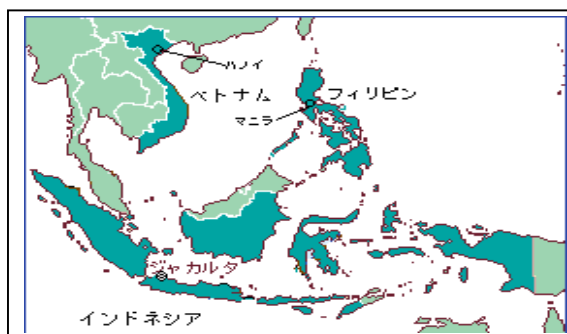 ハノイ
ベトナム
フィリピン
マニラ
ジャカルタ
インドネシア